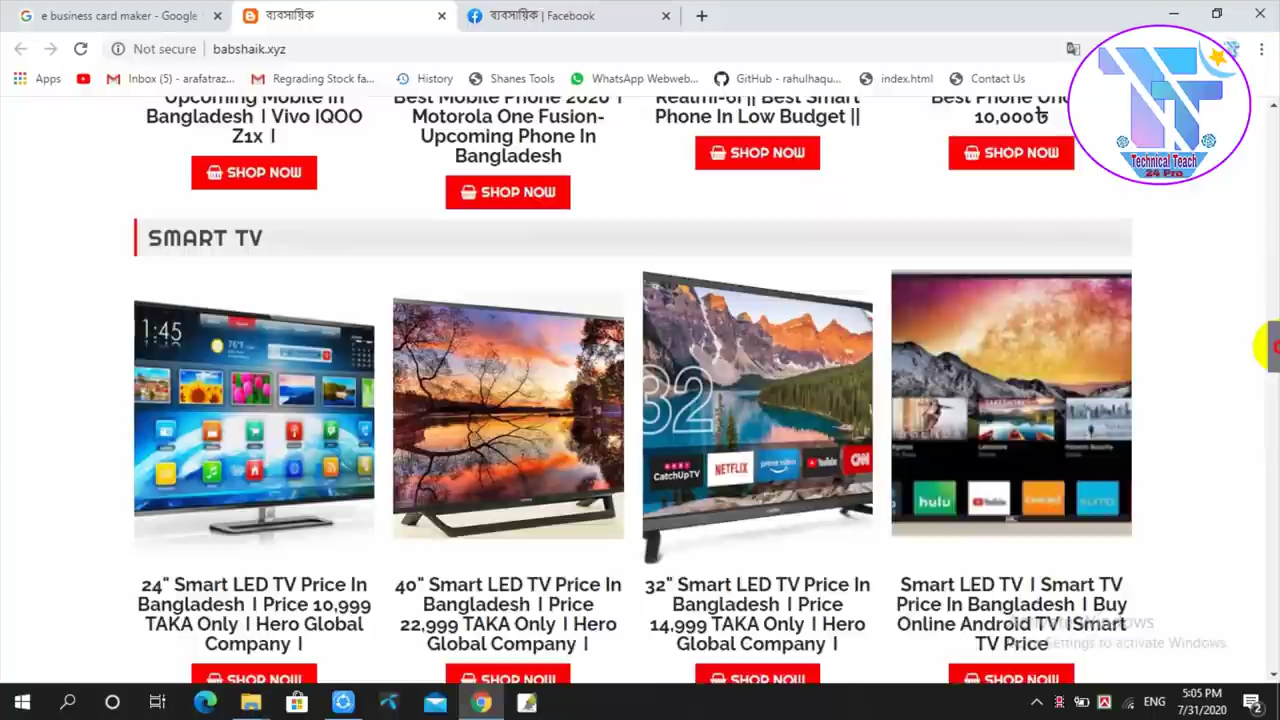 e business card maker - Google
ব্যবসায়িক
ব্যবসায়িক | Facebook
Not secure
babshaik.xyz
Apps
Inbox (5) - arafatraz...
Regrading Stock fa...
History
Shanes Tools
WhatsApp Webweb...
GitHub - rahulhaqu...
index.html
Contact Us
Technical Teach
24 Pro
Upcoming Mobile In
Bangladesh । Vivo IQOO
Z1x ।
SHOP NOW
Best Mobile Phone 2020 ।
Motorola One Fusion-
Upcoming Phone In
Bangladesh
SHOP NOW
Realmi-6i || Best Smart
Phone In Low Budget ||
SHOP NOW
Best Phone
10,000৳
SHOP NOW
SMART TV
1:45
32
CatchUpTV
NETFLIX
prime video
YouTube
CNN
hulu
YouTube
24" Smart LED TV Price In
Bangladesh । Price 10,999
TAKA Only । Hero Global
Company ।
SHOP NOW
40" Smart LED TV Price In
Bangladesh । Price
22,999 TAKA Only । Hero
Global Company ।
SHOP NOW
32" Smart LED TV Price In
Bangladesh । Price
14,999 TAKA Only । Hero
Global Company ।
SHOP NOW
Smart LED TV । Smart TV
Price In Bangladesh । Buy
Online Android TV । Smart
TV Price
SHOP NOW
Windows
Settings to activate Windows.
ENG
5:05 PM
7/31/2020
2